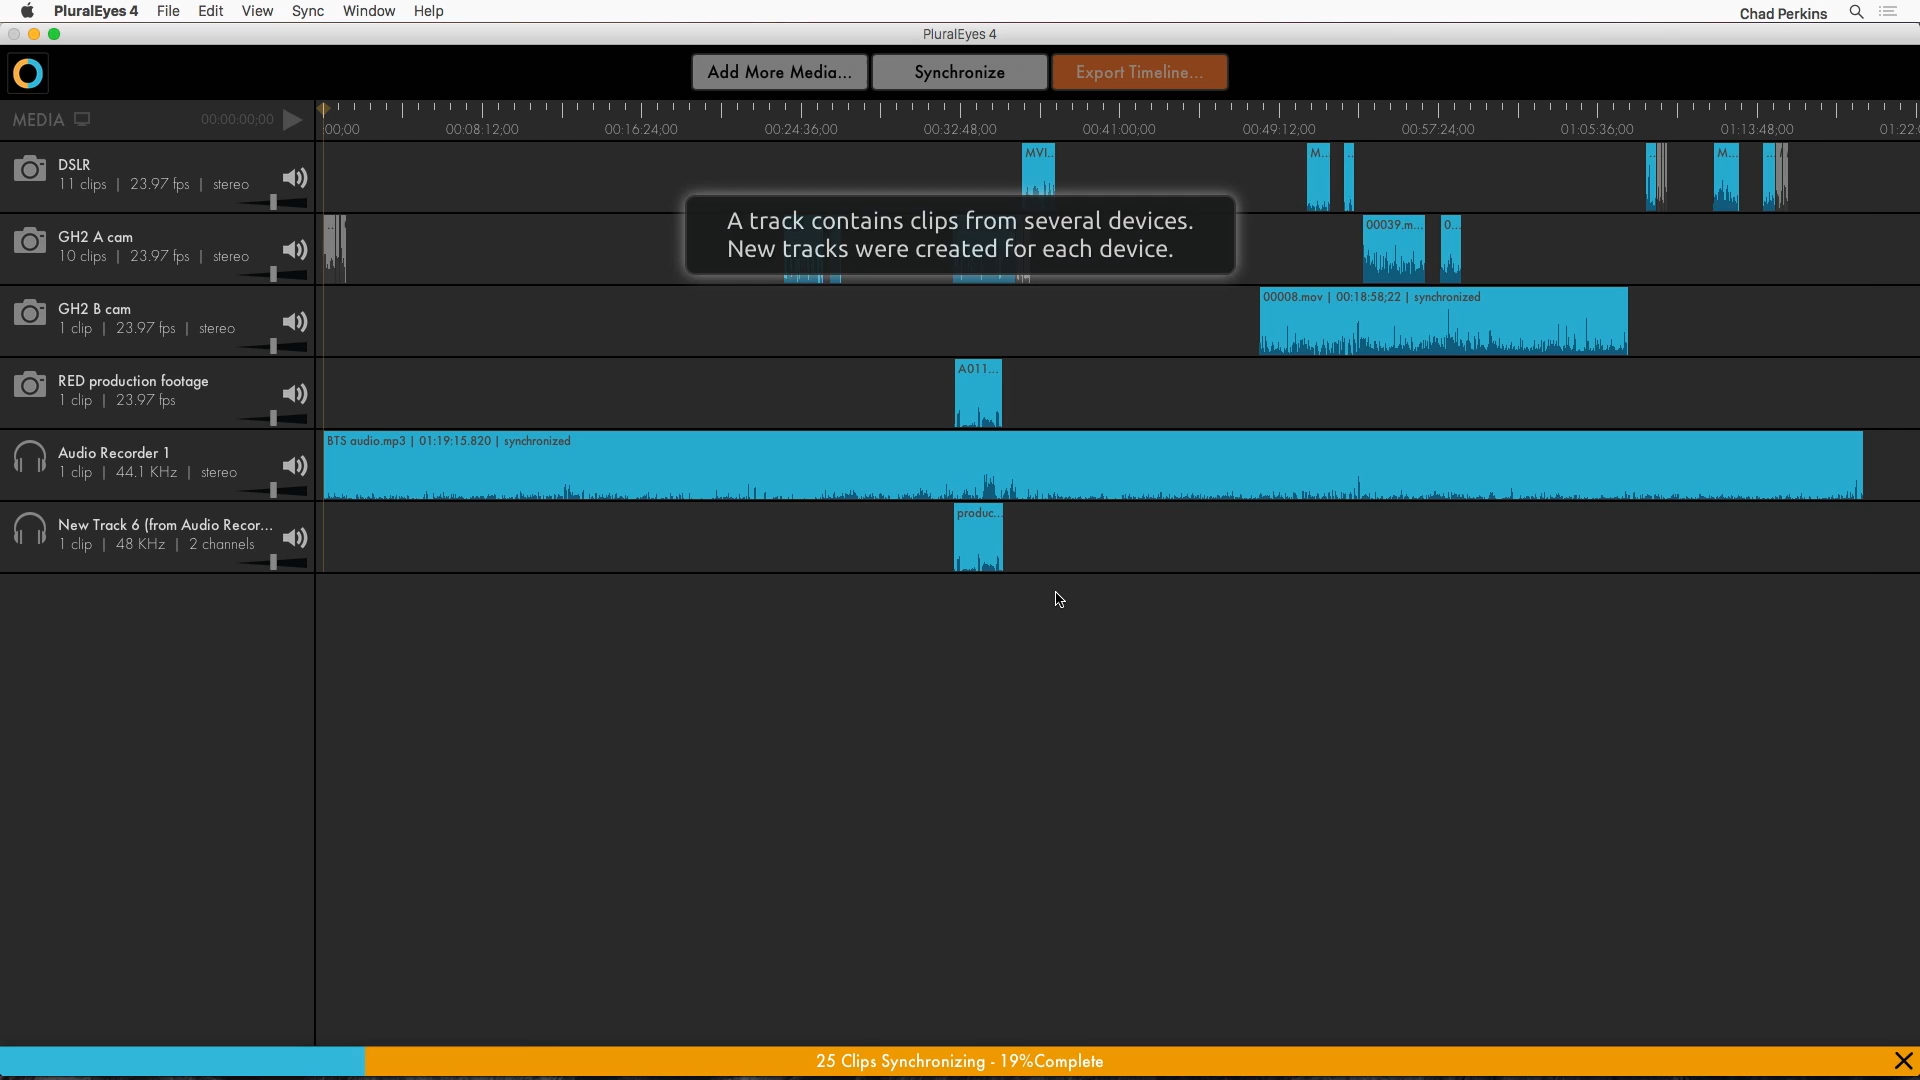 PluralEyes 4 File Edit View Sync Window Help
Chad Perkins
PluralEyes 4
Add More Media... Synchronize Export Timeline...
MEDIA 00:00:00;00
:00;00 00:08:12;00 00:16:24;00 00:24:36;00 00:32:48;00 00:41:00;00 00:49:12;00 00:57:24;00 01:05:36;00 01:13:48;00 01:22:
DSLR
11 clips | 23.97 fps | stereo
MVI... M... M...
A track contains clips from several devices.
New tracks were created for each device.
GH2 A cam
10 clips | 23.97 fps | stereo
00039.m... 0...
GH2 B cam
1 clip | 23.97 fps | stereo
00008.mov | 00:18:58;22 | synchronized
RED production footage
1 clip | 23.97 fps
A011...
Audio Recorder 1
1 clip | 44.1 KHz | stereo
BTS audio.mp3 | 01:19:15.820 | synchronized
New Track 6 (from Audio Recor...
1 clip | 48 KHz | 2 channels
produc...
25 Clips Synchronizing - 19%Complete